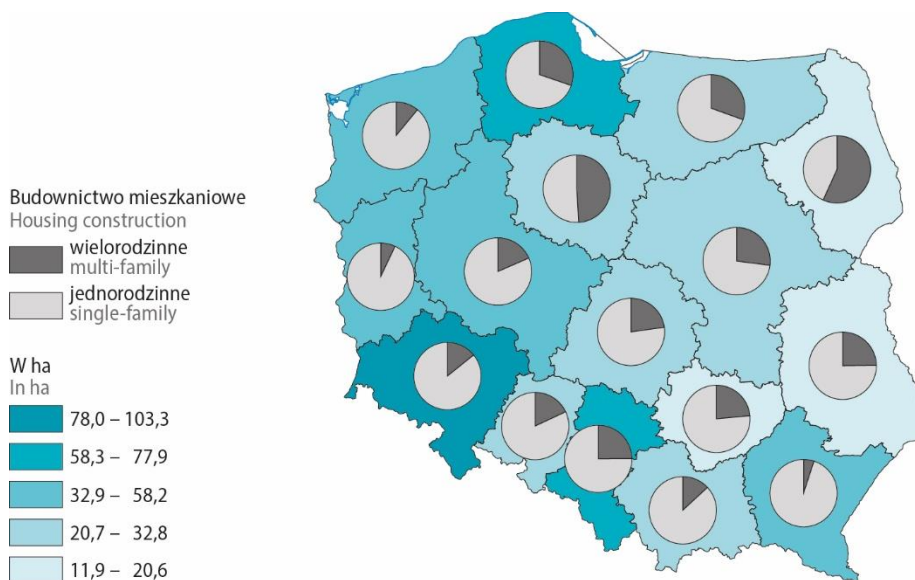 Budownictwo mieszkaniowe
Housing construction
wielorodzinne
multi-family
jednorodzinne
single-family
W ha
In ha
78,0 – 103,3
58,3 – 77,9
32,9 – 58,2
20,7 – 32,8
11,9 – 20,6